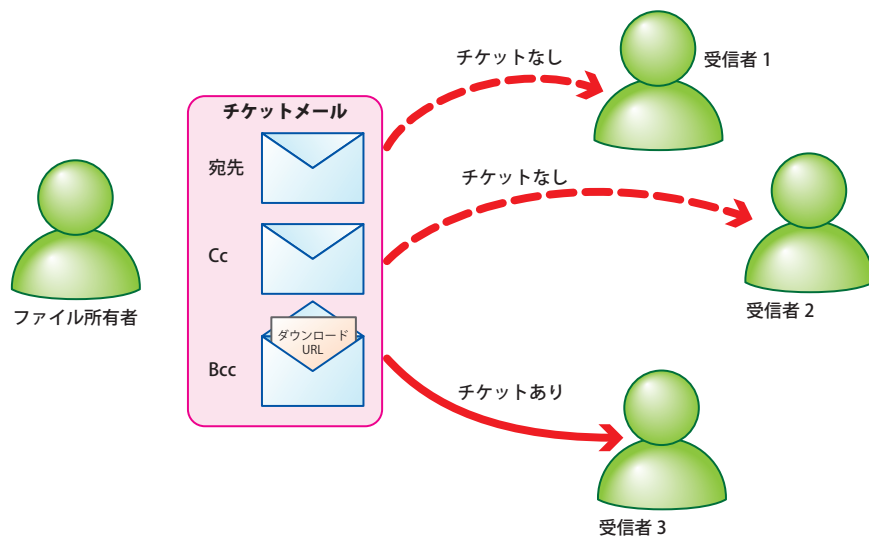 チケットなし
受信者 1
チケットメール
宛先
チケットなし
Cc
ファイル所有者
受信者 2
ダウンロード
URL
Bcc
チケットあり
受信者 3